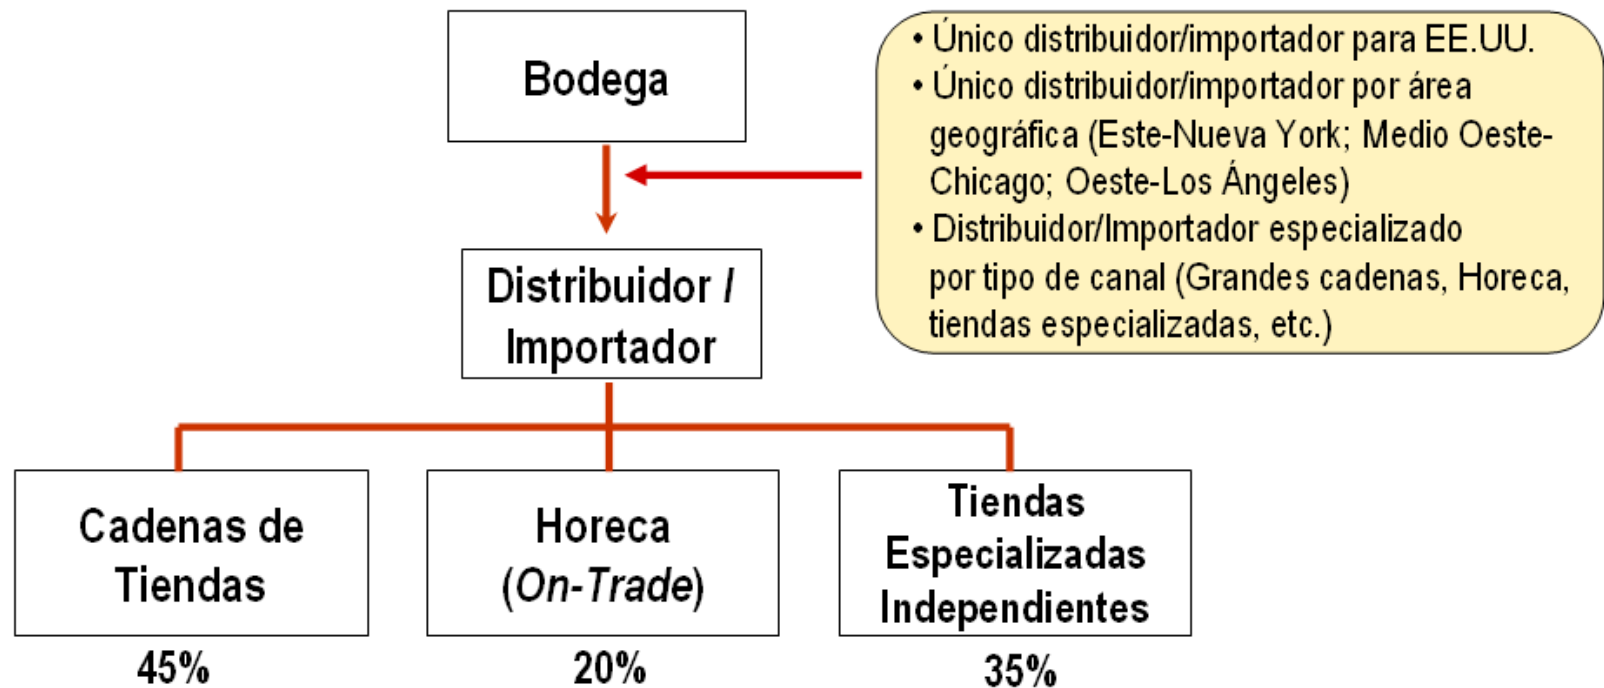 Bodega
• Único distribuidor/importador para EE.UU.
• Único distribuidor/importador por área
geográfica (Este-Nueva York; Medio Oeste-
Chicago; Oeste-Los Ángeles)
• Distribuidor/Importador especializado
por tipo de canal (Grandes cadenas, Horeca,
tiendas especializadas, etc.)
Distribuidor /
Importador
Cadenas de
Tiendas
45%
Horeca
(On-Trade)
20%
Tiendas
Especializadas
Independientes
35%